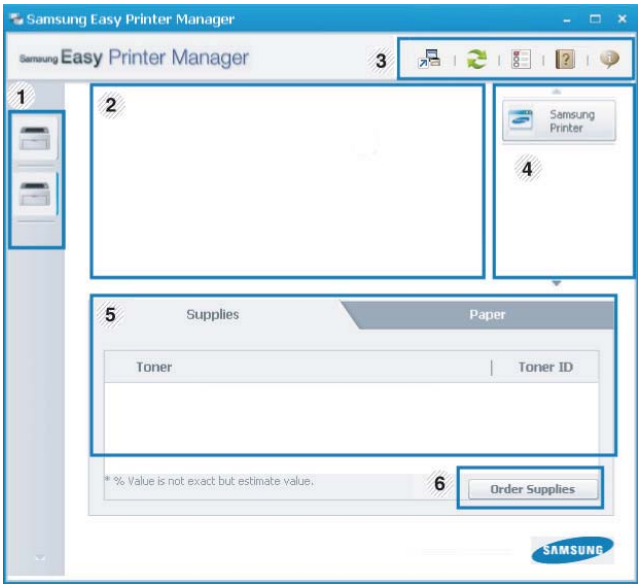 Samsung Easy Printer Manager
Samsung Easy Printer Manager
3
1
2
Samsung
Printer
4
5
Supplies
Paper
Toner
Toner ID
* % Value is not exact but estimate value.
6
Order Supplies
SAMSUNG